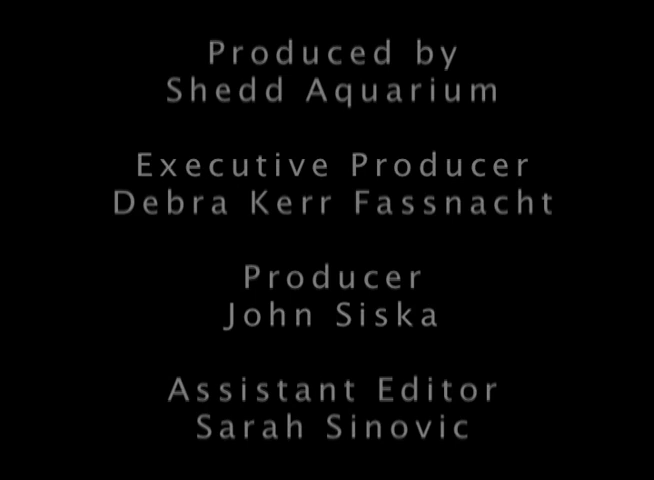 Produced by
Shedd Aquarium
Executive Producer
Debra Kerr Fassnacht
Producer
John Siska
Assistant Editor
Sarah Sinovic